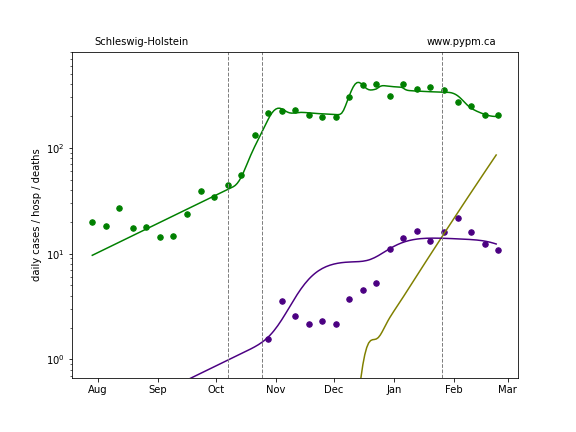 Schleswig-Holstein www.pypm.ca
daily cases / hosp / deaths
10²
10¹
10⁰
Aug Sep Oct Nov Dec Jan Feb Mar